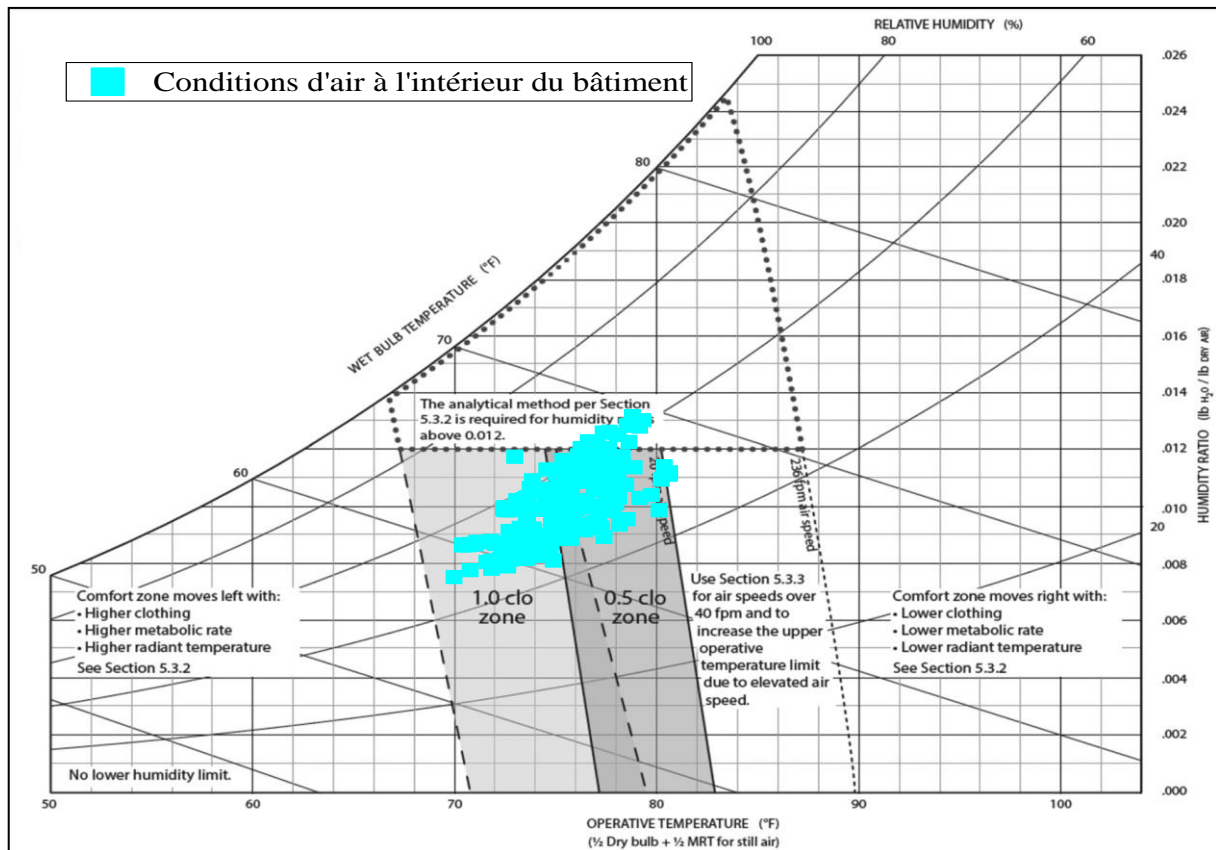 RELATIVE HUMIDITY (%)
100
80
60
.026
Conditions d'air à l'intérieur du bâtiment
.024
80
.022
.020
40
.018
WET BULB TEMPERATURE (°F)
70
.016
.014
The analytical method per Section
5.3.2 is required for humidity
above 0.012.
.012
60
236 fpm air speed
.010
20
50
.008
HUMIDITY RATIO (lb H₂O / lb DRY AIR)
Comfort zone moves left with:
• Higher clothing
• Higher metabolic rate
• Higher radiant temperature
See Section 5.3.2
1.0 clo
zone
0.5 clo
zone
Use Section 5.3.3
for air speeds over
40 fpm and to
increase the upper
operative
temperature limit
due to elevated air
speed.
Comfort zone moves right with:
• Lower clothing
• Lower metabolic rate
• Lower radiant temperature
See Section 5.3.2
.006
.004
.002
No lower humidity limit.
.000
50
60
70
80
90
100
OPERATIVE TEMPERATURE (°F)
(½ Dry bulb + ½ MRT for still air)